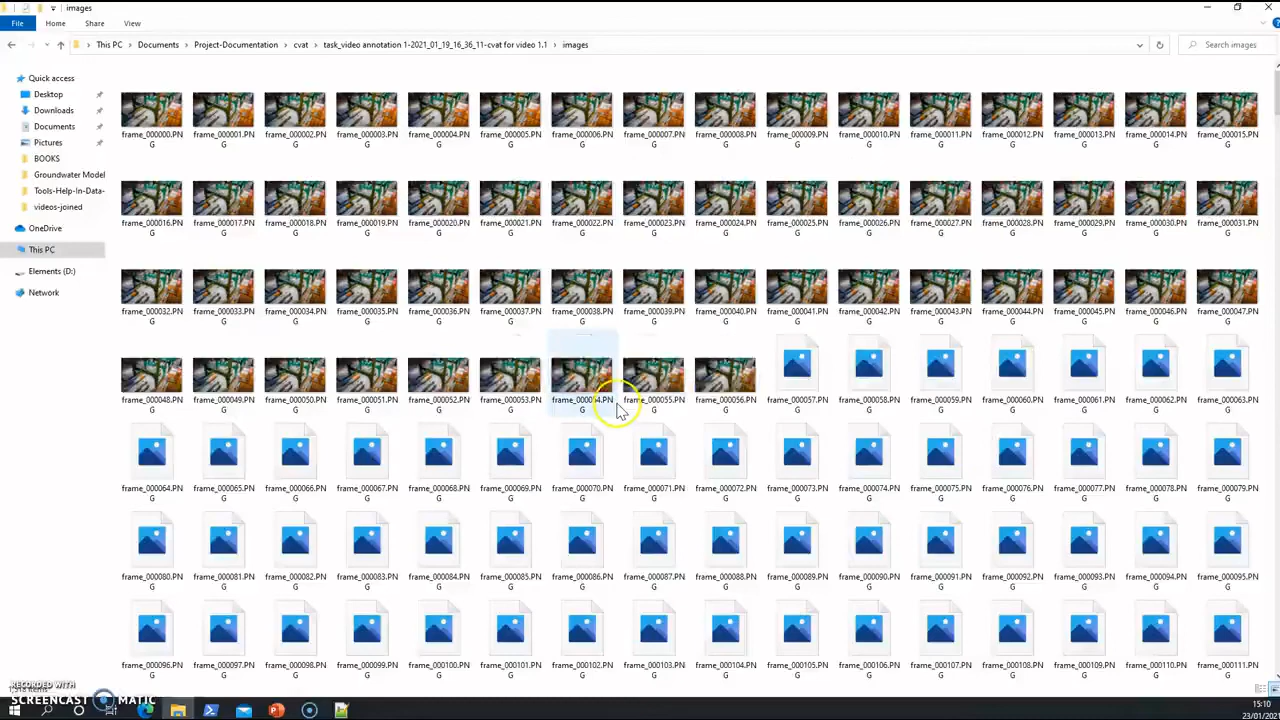 images
File Home Share View
This PC Documents Project-Documentation cvat task_video annotation 1-2021_01_19_16_36_11-cvat for video 1.1 images
Search images
Quick access
Desktop
Downloads
Documents
Pictures
BOOKS
Groundwater Model
Tools-Help-In-Data-
videos-joined
OneDrive
This PC
Elements (D:)
Network
frame_000000.PNG frame_000001.PNG frame_000002.PNG frame_000003.PNG frame_000004.PNG frame_000005.PNG frame_000006.PNG frame_000007.PNG frame_000008.PNG frame_000009.PNG frame_000010.PNG frame_000011.PNG frame_000012.PNG frame_000013.PNG frame_000014.PNG frame_000015.PNG
frame_000016.PNG frame_000017.PNG frame_000018.PNG frame_000019.PNG frame_000020.PNG frame_000021.PNG frame_000022.PNG frame_000023.PNG frame_000024.PNG frame_000025.PNG frame_000026.PNG frame_000027.PNG frame_000028.PNG frame_000029.PNG frame_000030.PNG frame_000031.PNG
frame_000032.PNG frame_000033.PNG frame_000034.PNG frame_000035.PNG frame_000036.PNG frame_000037.PNG frame_000038.PNG frame_000039.PNG frame_000040.PNG frame_000041.PNG frame_000042.PNG frame_000043.PNG frame_000044.PNG frame_000045.PNG frame_000046.PNG frame_000047.PNG
frame_000048.PNG frame_000049.PNG frame_000050.PNG frame_000051.PNG frame_000052.PNG frame_000053.PNG frame_000054.PNG frame_000055.PNG frame_000056.PNG frame_000057.PNG frame_000058.PNG frame_000059.PNG frame_000060.PNG frame_000061.PNG frame_000062.PNG frame_000063.PNG
frame_000064.PNG frame_000065.PNG frame_000066.PNG frame_000067.PNG frame_000068.PNG frame_000069.PNG frame_000070.PNG frame_000071.PNG frame_000072.PNG frame_000073.PNG frame_000074.PNG frame_000075.PNG frame_000076.PNG frame_000077.PNG frame_000078.PNG frame_000079.PNG
frame_000080.PNG frame_000081.PNG frame_000082.PNG frame_000083.PNG frame_000084.PNG frame_000085.PNG frame_000086.PNG frame_000087.PNG frame_000088.PNG frame_000089.PNG frame_000090.PNG frame_000091.PNG frame_000092.PNG frame_000093.PNG frame_000094.PNG frame_000095.PNG
frame_000096.PNG frame_000097.PNG frame_000098.PNG frame_000099.PNG frame_000100.PNG frame_000101.PNG frame_000102.PNG frame_000103.PNG frame_000104.PNG frame_000105.PNG frame_000106.PNG frame_000107.PNG frame_000108.PNG frame_000109.PNG frame_000110.PNG frame_000111.PNG
RECORDED WITH
SCREENCAST MATIC
15:10
23/01/2021